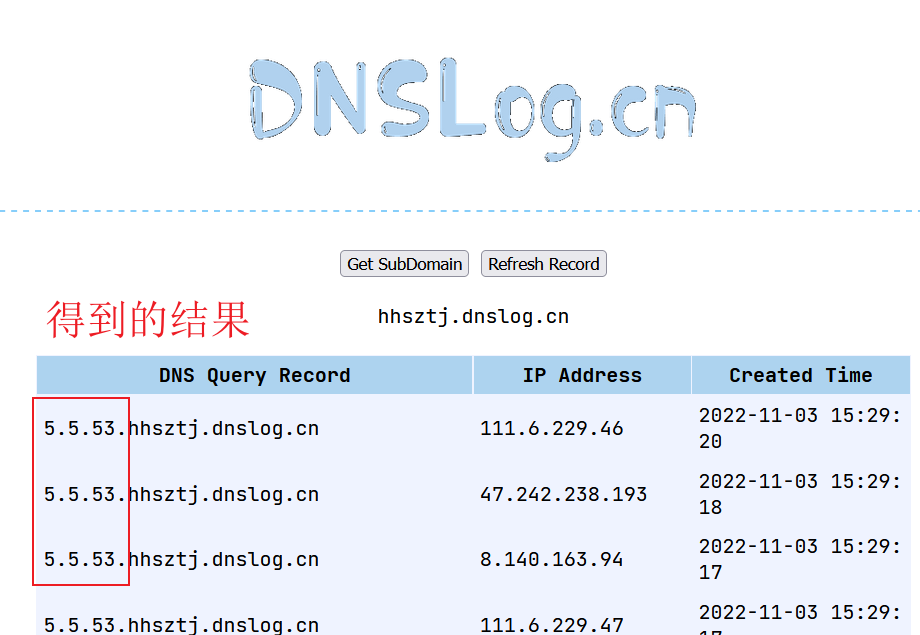 DNSLog.cn
Get SubDomain Refresh Record
得到的结果
hhsztj.dnslog.cn
DNS Query Record IP Address Created Time
5.5.53.hhsztj.dnslog.cn 111.6.229.46 2022-11-03 15:29:
20
5.5.53.hhsztj.dnslog.cn 47.242.238.193 2022-11-03 15:29:
18
5.5.53.hhsztj.dnslog.cn 8.140.163.94 2022-11-03 15:29:
17
5.5.53.hhsztj.dnslog.cn 111.6.229.47 2022-11-03 15:29: